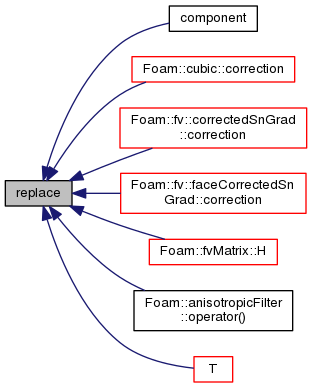 component
Foam::cubic::correction
Foam::fv::correctedSnGrad
::correction
replace
Foam::fv::faceCorrectedSn
Grad::correction
Foam::fvMatrix::H
Foam::anisotropicFilter
::operator()
T